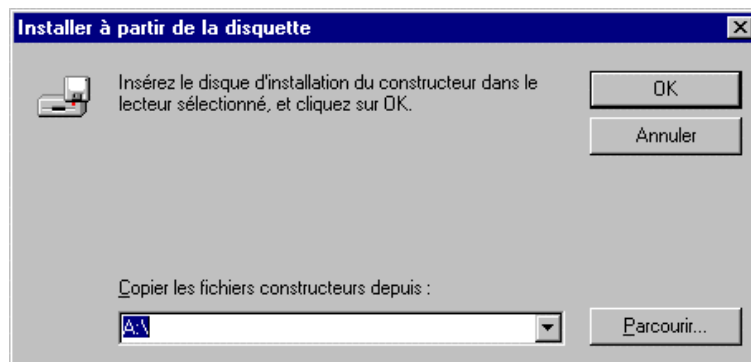 Installer à partir de la disquette
Insérez le disque d'installation du constructeur dans le
lecteur sélectionné, et cliquez sur OK.
OK
Annuler
Copier les fichiers constructeurs depuis :
A:\
Parcourir...